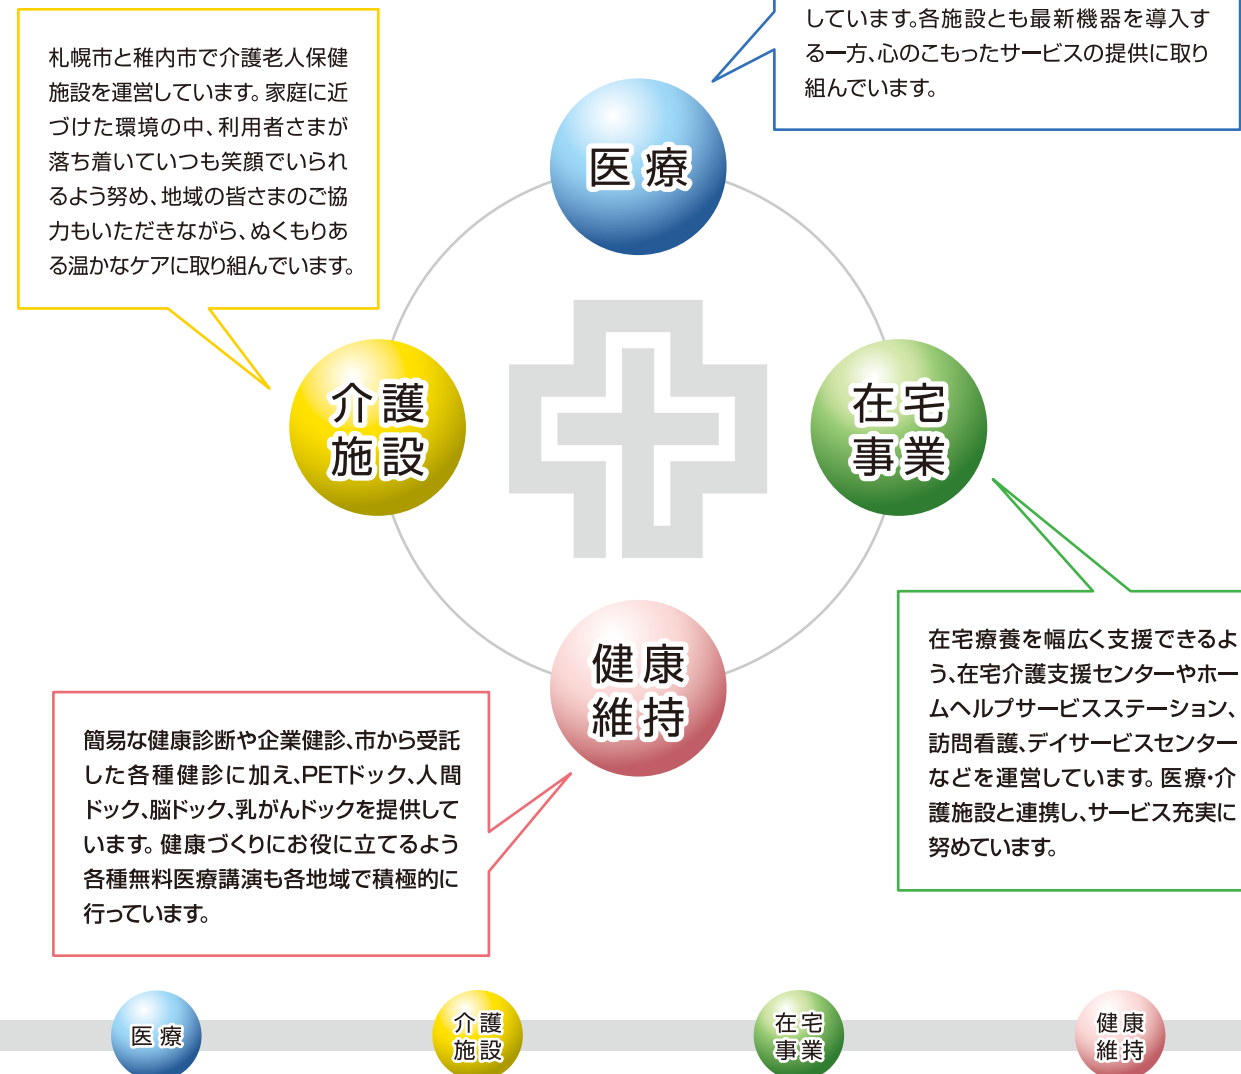 しています。各施設とも最新機器を導入す
る一方、心のこもったサービスの提供に取り
組んでいます。
札幌市と稚内市で介護老人保健
施設を運営しています。家庭に近
づけた環境の中、利用者さまが
落ち着いていつも笑顔でいられ
るよう努め、地域の皆さまのご協
力もいただきながら、ぬくもりあ
る温かなケアに取り組んでいます。
医療
介護
施設
在宅
事業
健康
維持
在宅療養を幅広く支援できるよ
う、在宅介護支援センターやホー
ムヘルプサービスステーション、
訪問看護、デイサービスセンター
などを運営しています。医療・介
護施設と連携し、サービス充実に
努めています。
簡易な健康診断や企業健診、市から受託
した各種健診に加え、PETドック、人間
ドック、脳ドック、乳がんドックを提供して
います。健康づくりにお役に立てるよう
各種無料医療講演も各地域で積極的に
行っています。
医療
介護
施設
在宅
事業
健康
維持